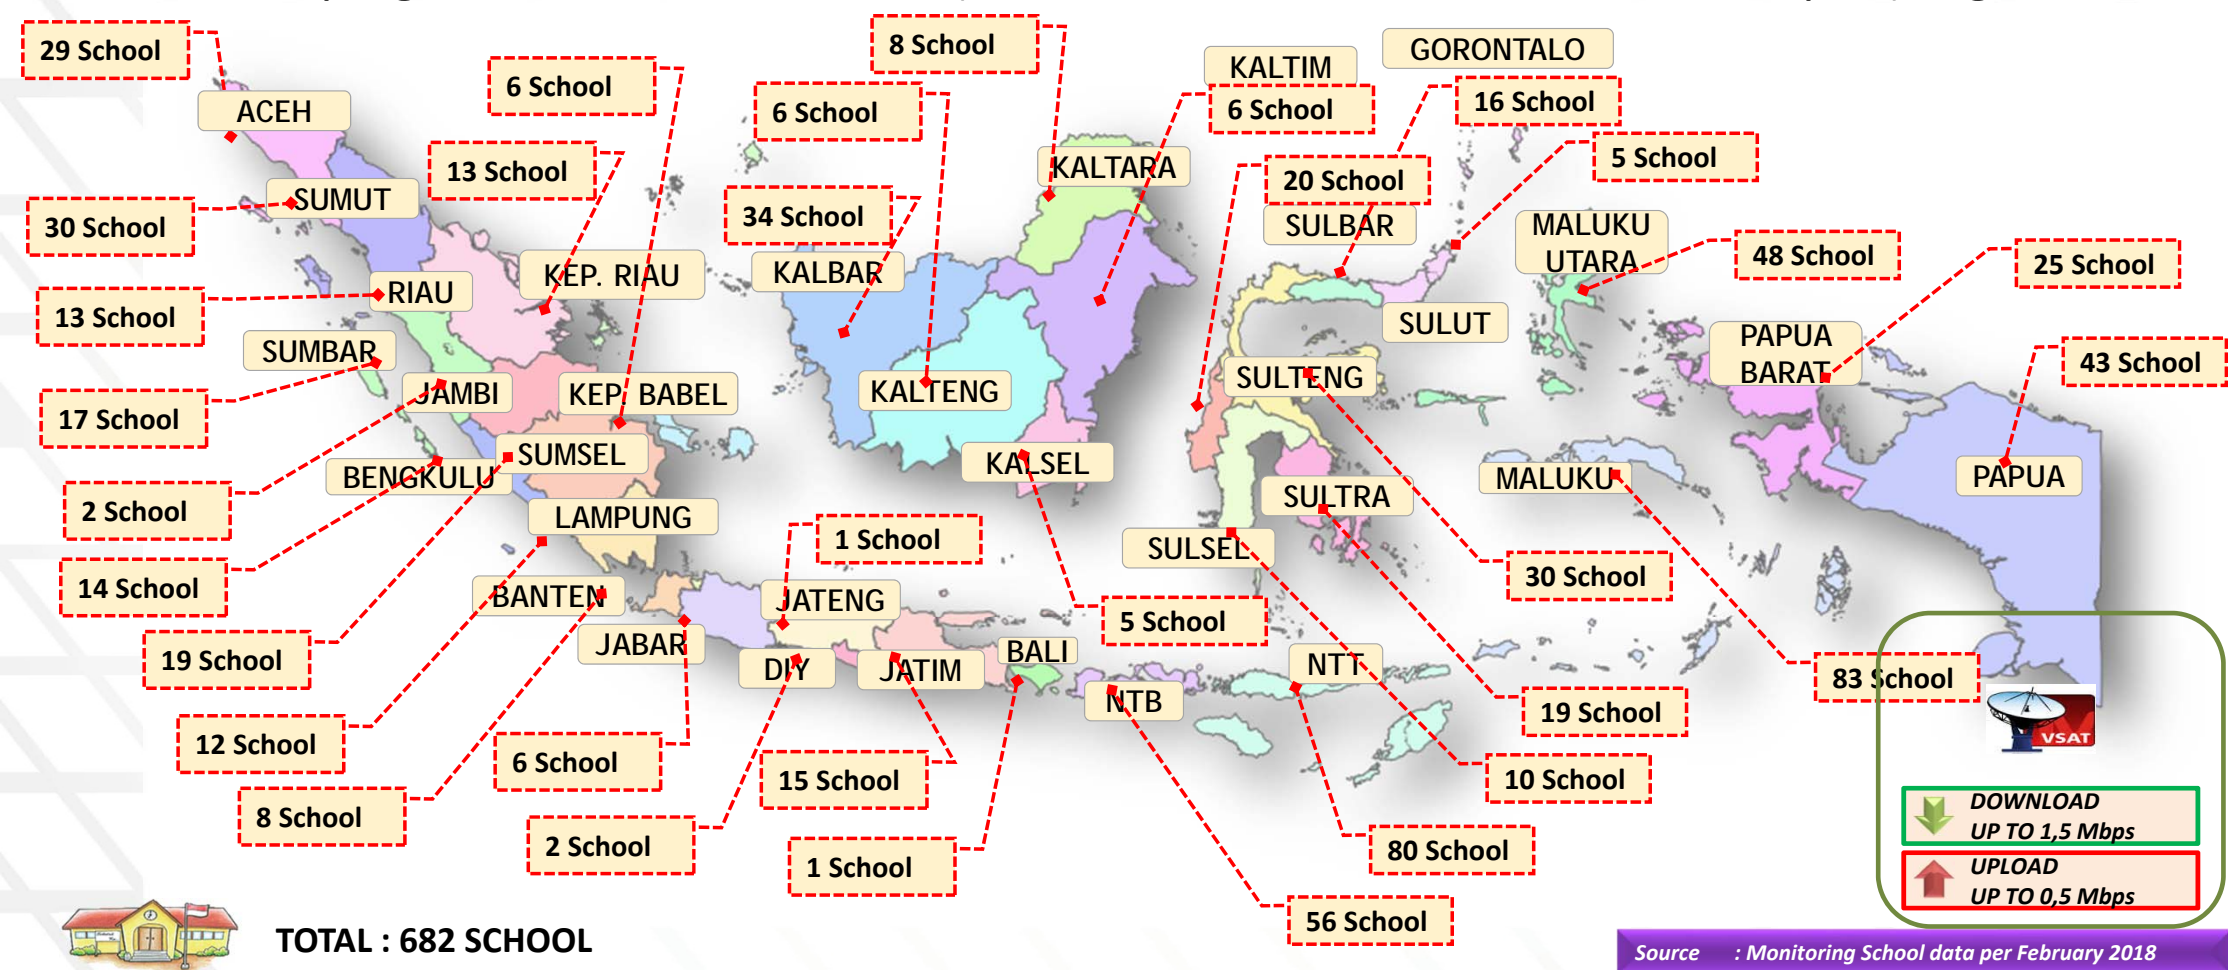 29 School
8 School
GORONTALO
KALTIM
6 School
6 School
6 School
16 School
ACEH
5 School
KALTARA
13 School
20 School
SUMUT
34 School
SULBAR
MALUKU
UTARA
30 School
48 School
25 School
KEP. RIAU
KALBAR
RIAU
13 School
SULUT
PAPUA
BARAT
SUMBAR
43 School
SULTENG
JAMBI
KEP. BABEL
KALTENG
17 School
SUMSEL
KALSEL
BENGKULU
MALUKU
PAPUA
SULTRA
2 School
LAMPUNG
1 School
SULSEL
14 School
30 School
BANTEN
JATENG
5 School
JABAR
BALI
19 School
DIY
JATIM
NTT
83 School
NTB
19 School
VSAT
12 School
6 School
15 School
10 School
8 School
DOWNLOAD
UP TO 1,5 Mbps
2 School
1 School
80 School
UPLOAD
UP TO 0,5 Mbps
56 School
TOTAL : 682 SCHOOL
Source : Monitoring School data per February 2018